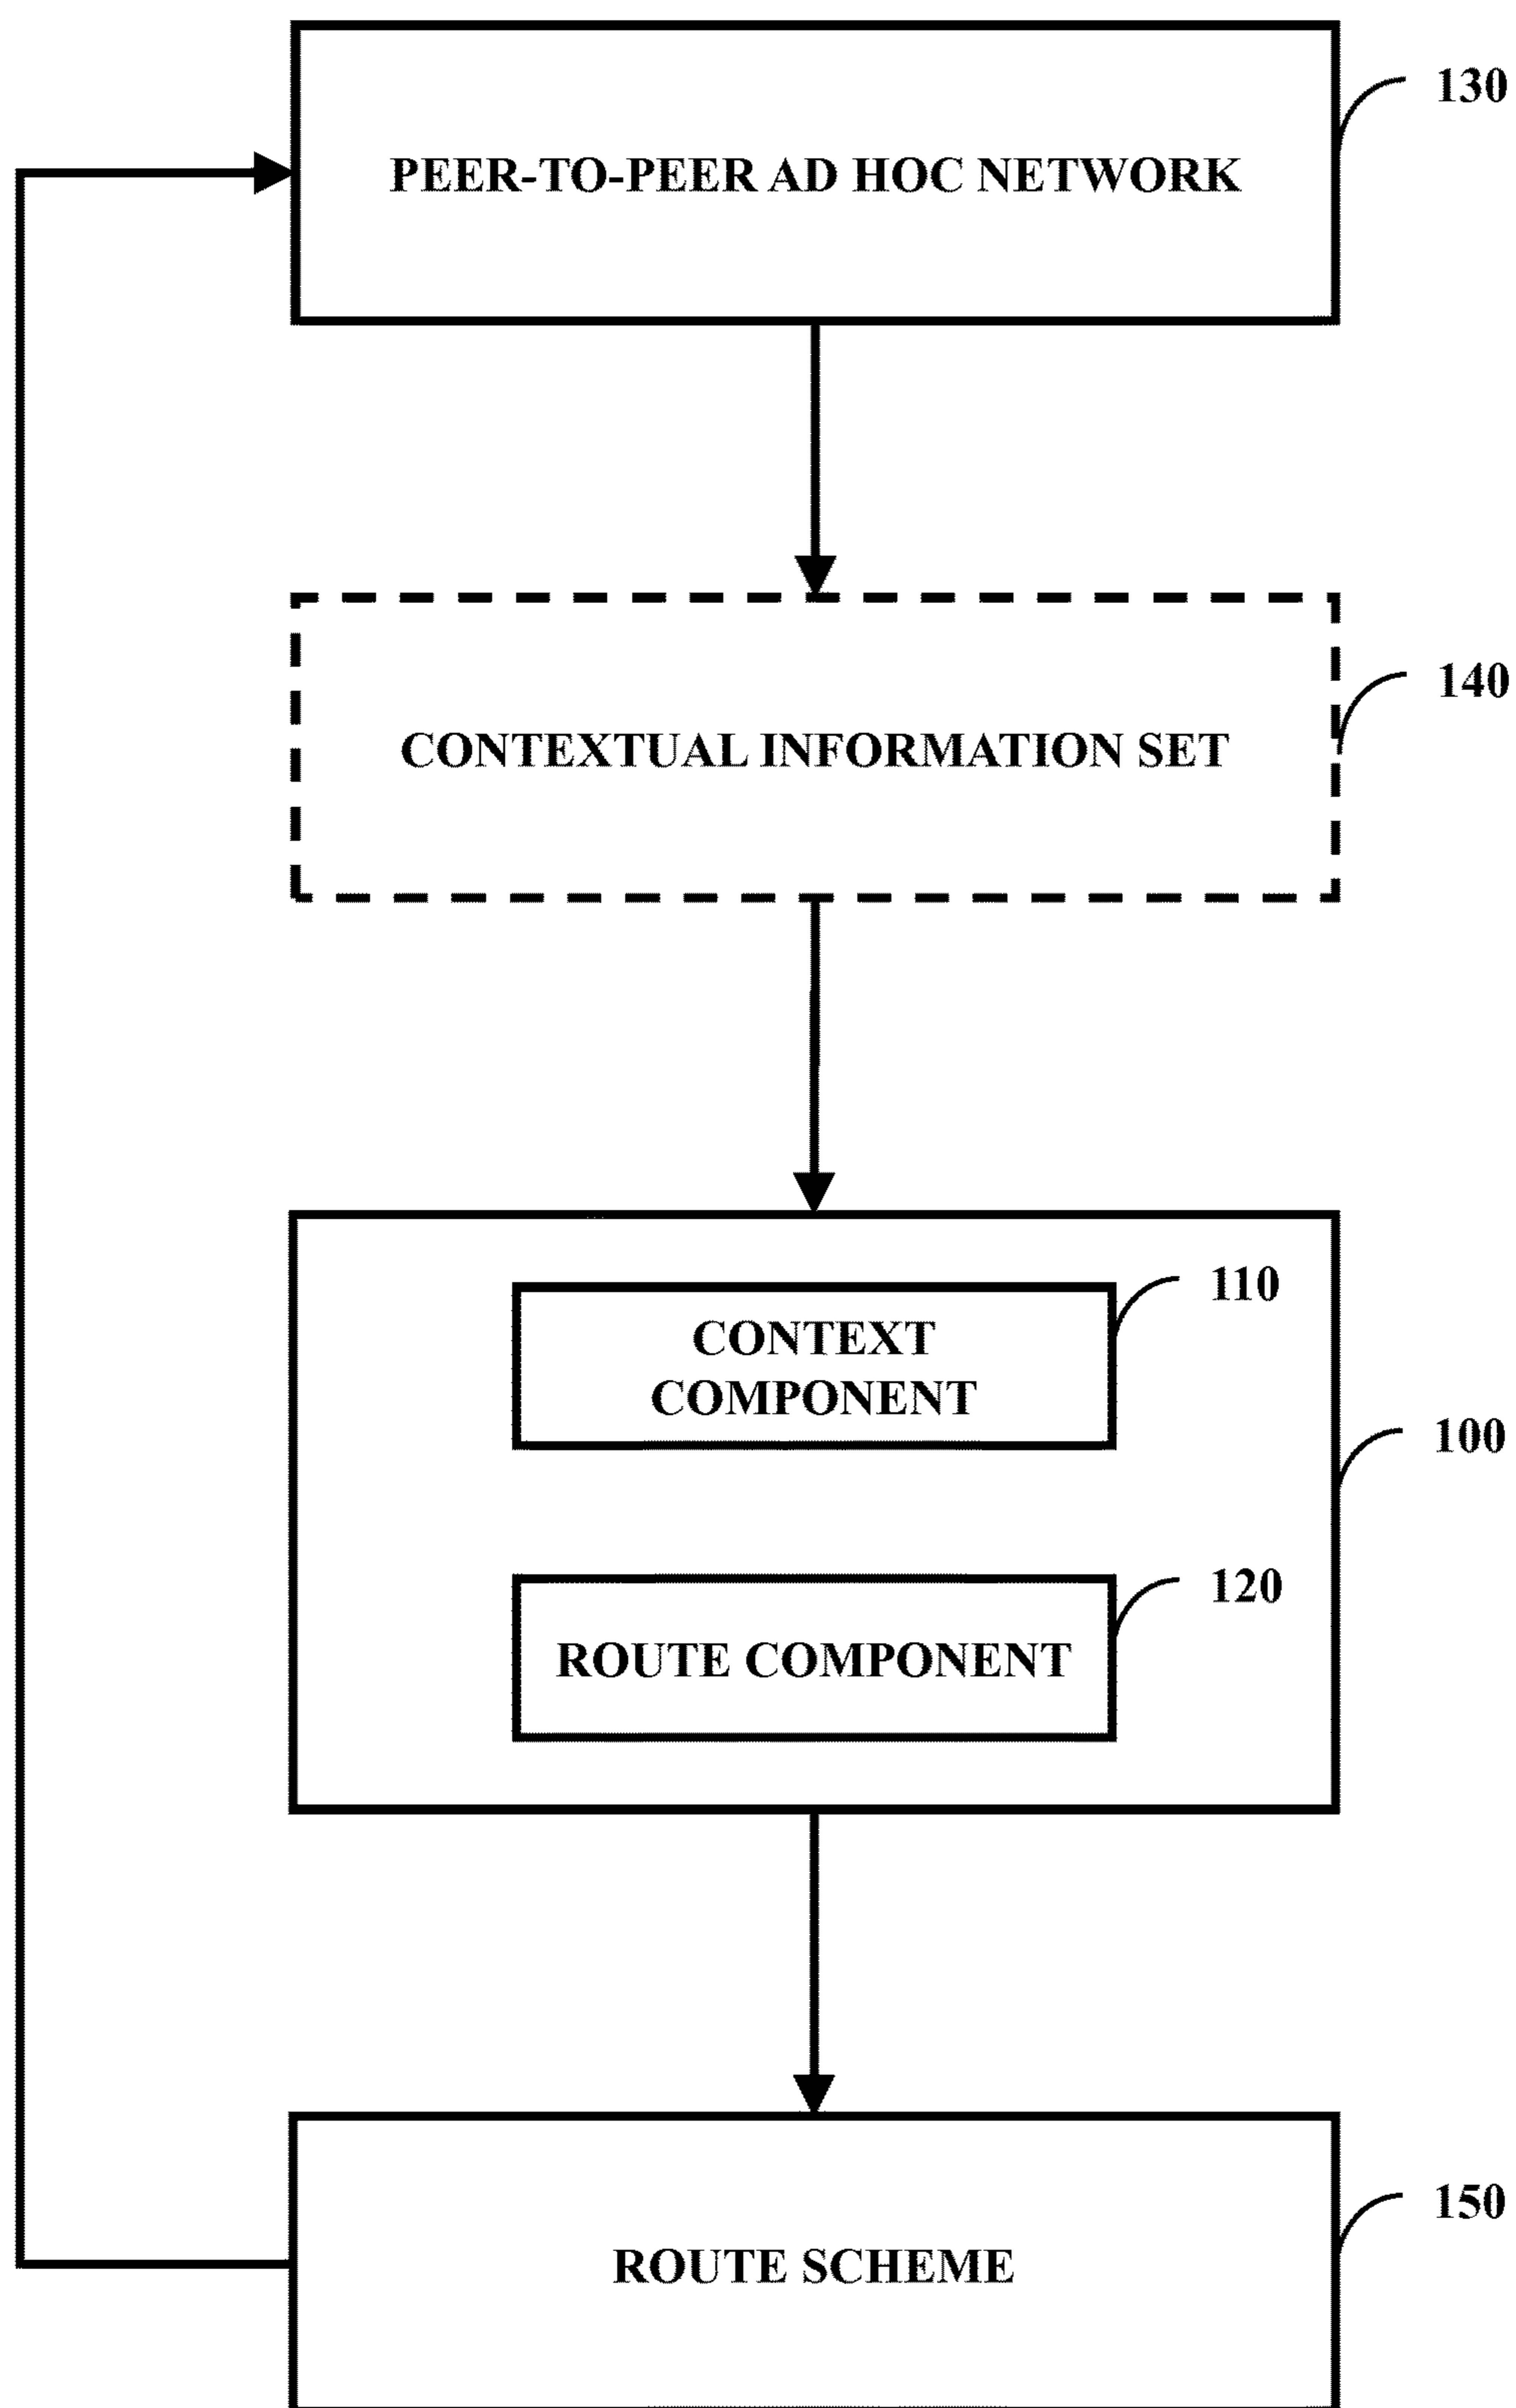 130
PEER-TO-PEER AD HOC NETWORK
140
CONTEXTUAL INFORMATION SET
110
CONTEXT
COMPONENT
100
120
ROUTE COMPONENT
150
ROUTE SCHEME